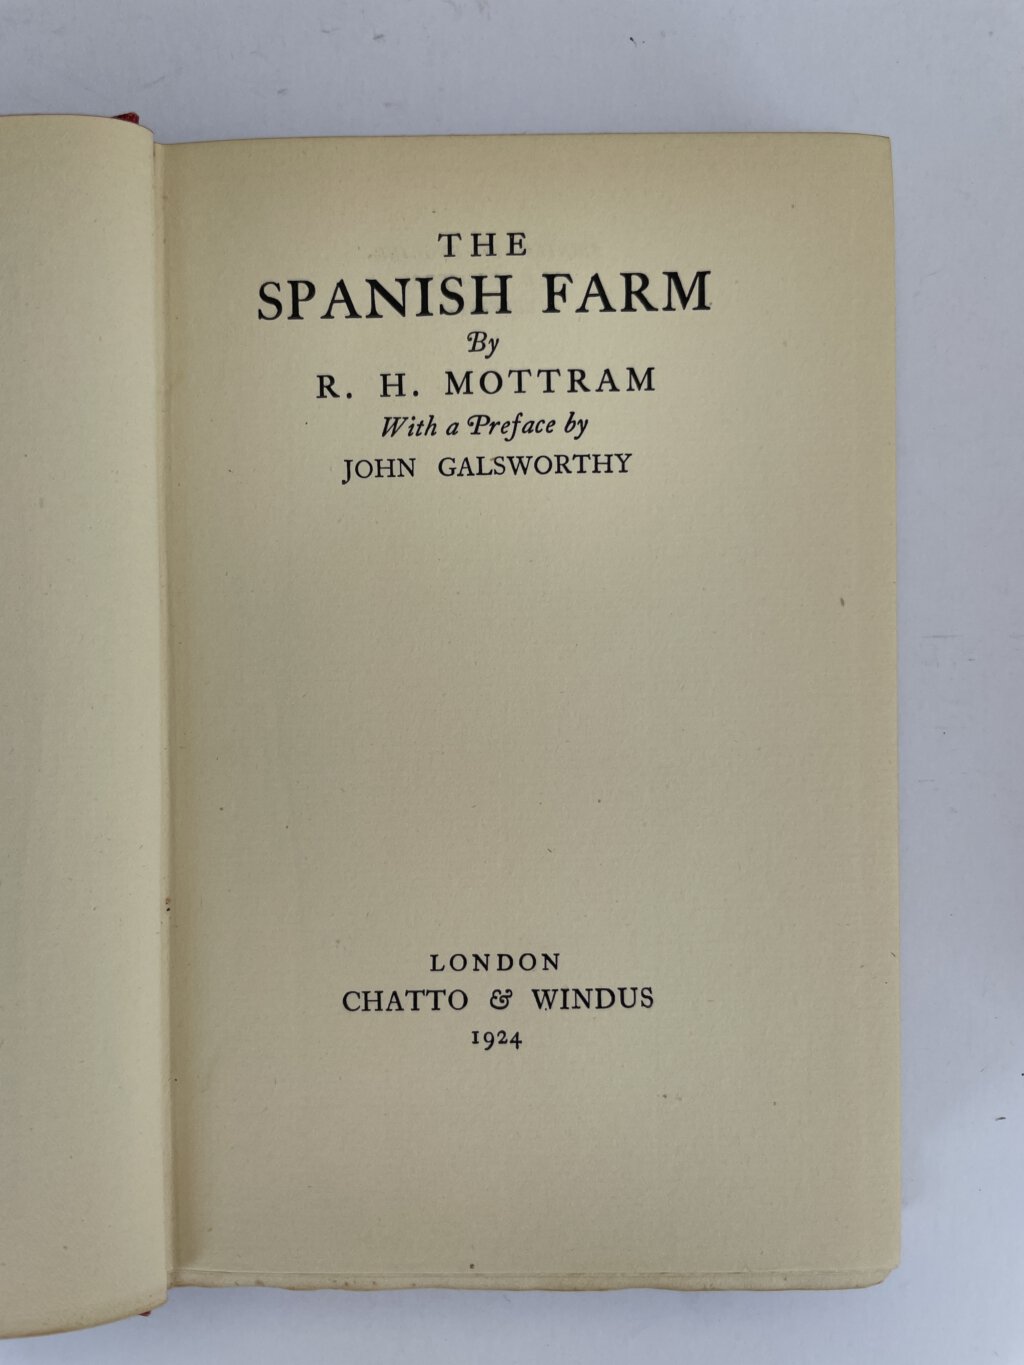 THE
SPANISH FARM
By
R. H. MOTTRAM
With a Preface by
JOHN GALSWORTHY
LONDON
CHATTO & WINDUS
1924